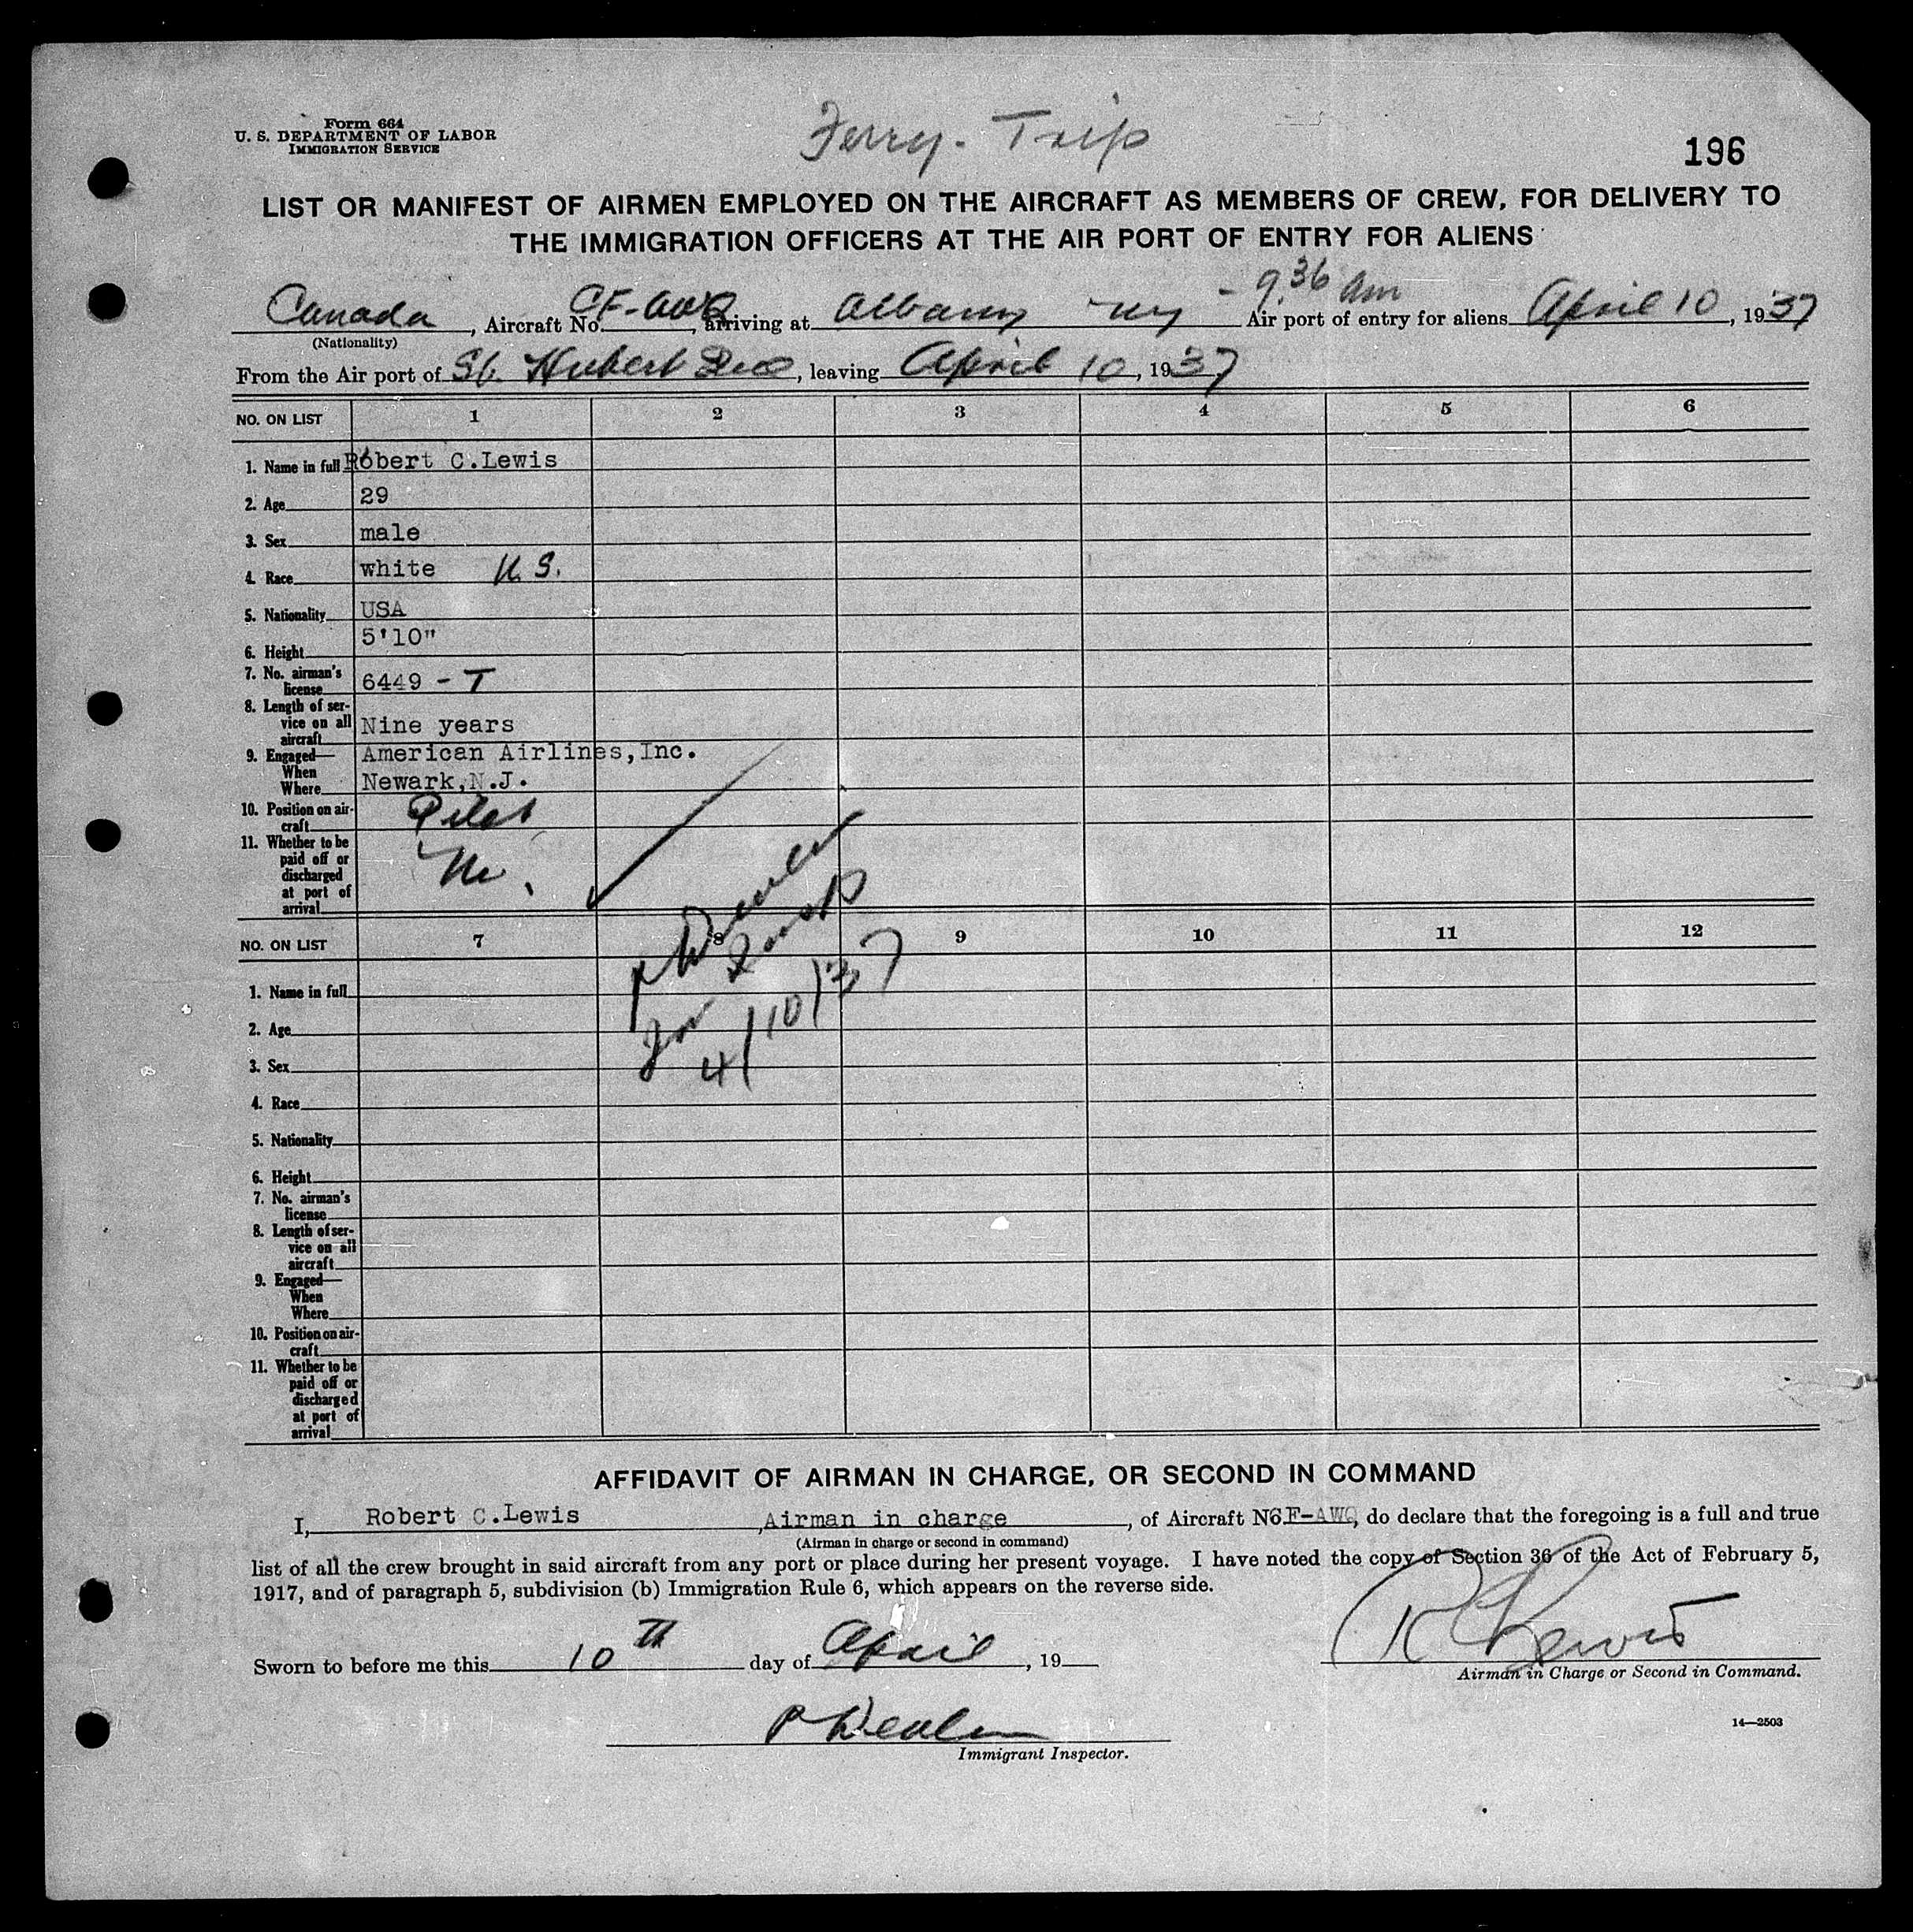 Form 664
U. S. DEPARTMENT OF LABOR
IMMIGRATION SERVICE
Ferry. Trip
196
LIST OR MANIFEST OF AIRMEN EMPLOYED ON THE AIRCRAFT AS MEMBERS OF CREW, FOR DELIVERY TO
THE IMMIGRATION OFFICERS AT THE AIR PORT OF ENTRY FOR ALIENS
Canada, Aircraft No. CF-AWQ, arriving at Albany NY - 9.36 am Air port of entry for aliens April 10, 1937
(Nationality)
From the Air port of St. Hubert Que, leaving April 10, 1937
NO. ON LIST 1 2 3 4 5 6
1. Name in full Robert C.Lewis
2. Age 29
3. Sex male
4. Race white U.S.
5. Nationality USA
6. Height 5'10"
7. No. airman's
license 6449 - T
8. Length of ser-
vice on all
aircraft Nine years
9. Engaged— American Airlines,Inc.
When
Where Newark,N.J.
10. Position on air-
craft Pilot
11. Whether to be
paid off or
discharged
at port of
arrival No.
NO. ON LIST 7 8 9 10 11 12
4/10/37
1. Name in full
2. Age
3. Sex
4. Race
5. Nationality
6. Height
7. No. airman's
license
8. Length of ser-
vice on all
aircraft
9. Engaged—
When
Where
10. Position on air-
craft
11. Whether to be
paid off or
discharged
at port of
arrival
AFFIDAVIT OF AIRMAN IN CHARGE, OR SECOND IN COMMAND
I, Robert C.Lewis, Airman in charge, of Aircraft No CF-AWQ, do declare that the foregoing is a full and true
(Airman in charge or second in command)
list of all the crew brought in said aircraft from any port or place during her present voyage. I have noted the copy of Section 36 of the Act of February 5,
1917, and of paragraph 5, subdivision (b) Immigration Rule 6, which appears on the reverse side.
R C Lewis
Sworn to before me this 10th day of April, 19
Airman in Charge or Second in Command.
14—2503
Immigrant Inspector.